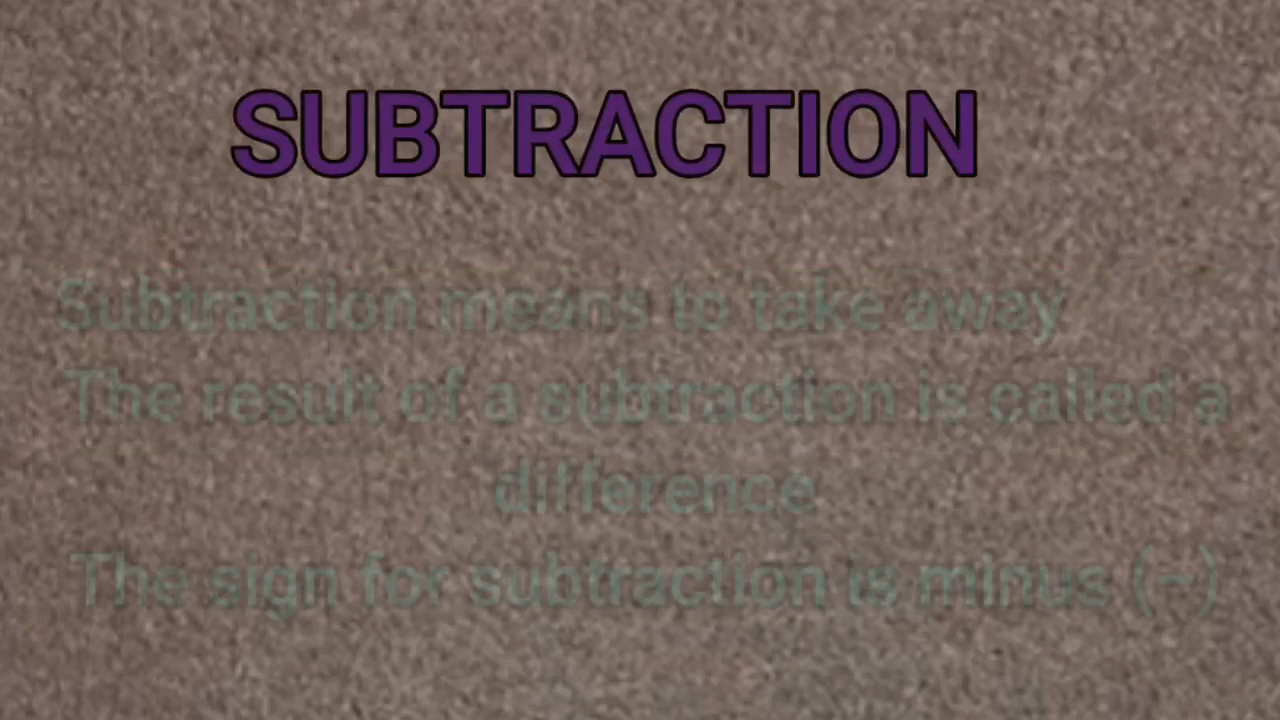 SUBTRACTION
Subtraction means to take away
The result of a subtraction is called a
difference
The sign for subtraction is minus (-)